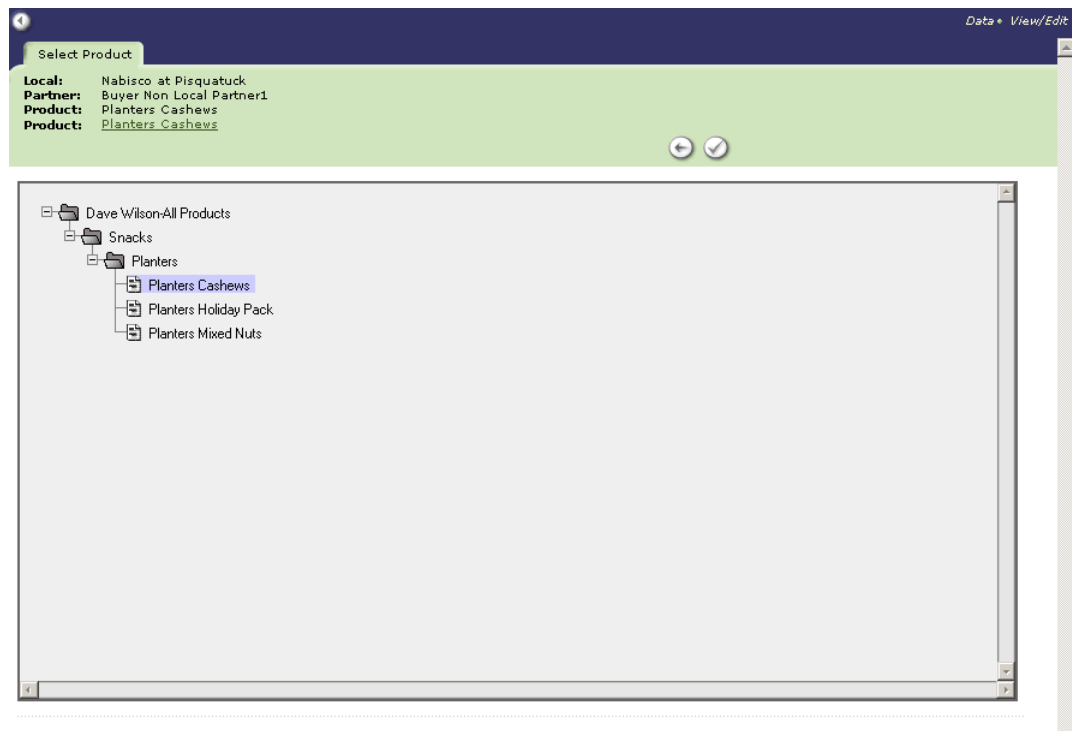 Data • View/Edit
Select Product
Local: Nabisco at Pisquatuck
Partner: Buyer Non Local Partner1
Product: Planters Cashews
Product: Planters Cashews
Dave Wilson-All Products
Snacks
Planters
Planters Cashews
Planters Holiday Pack
Planters Mixed Nuts